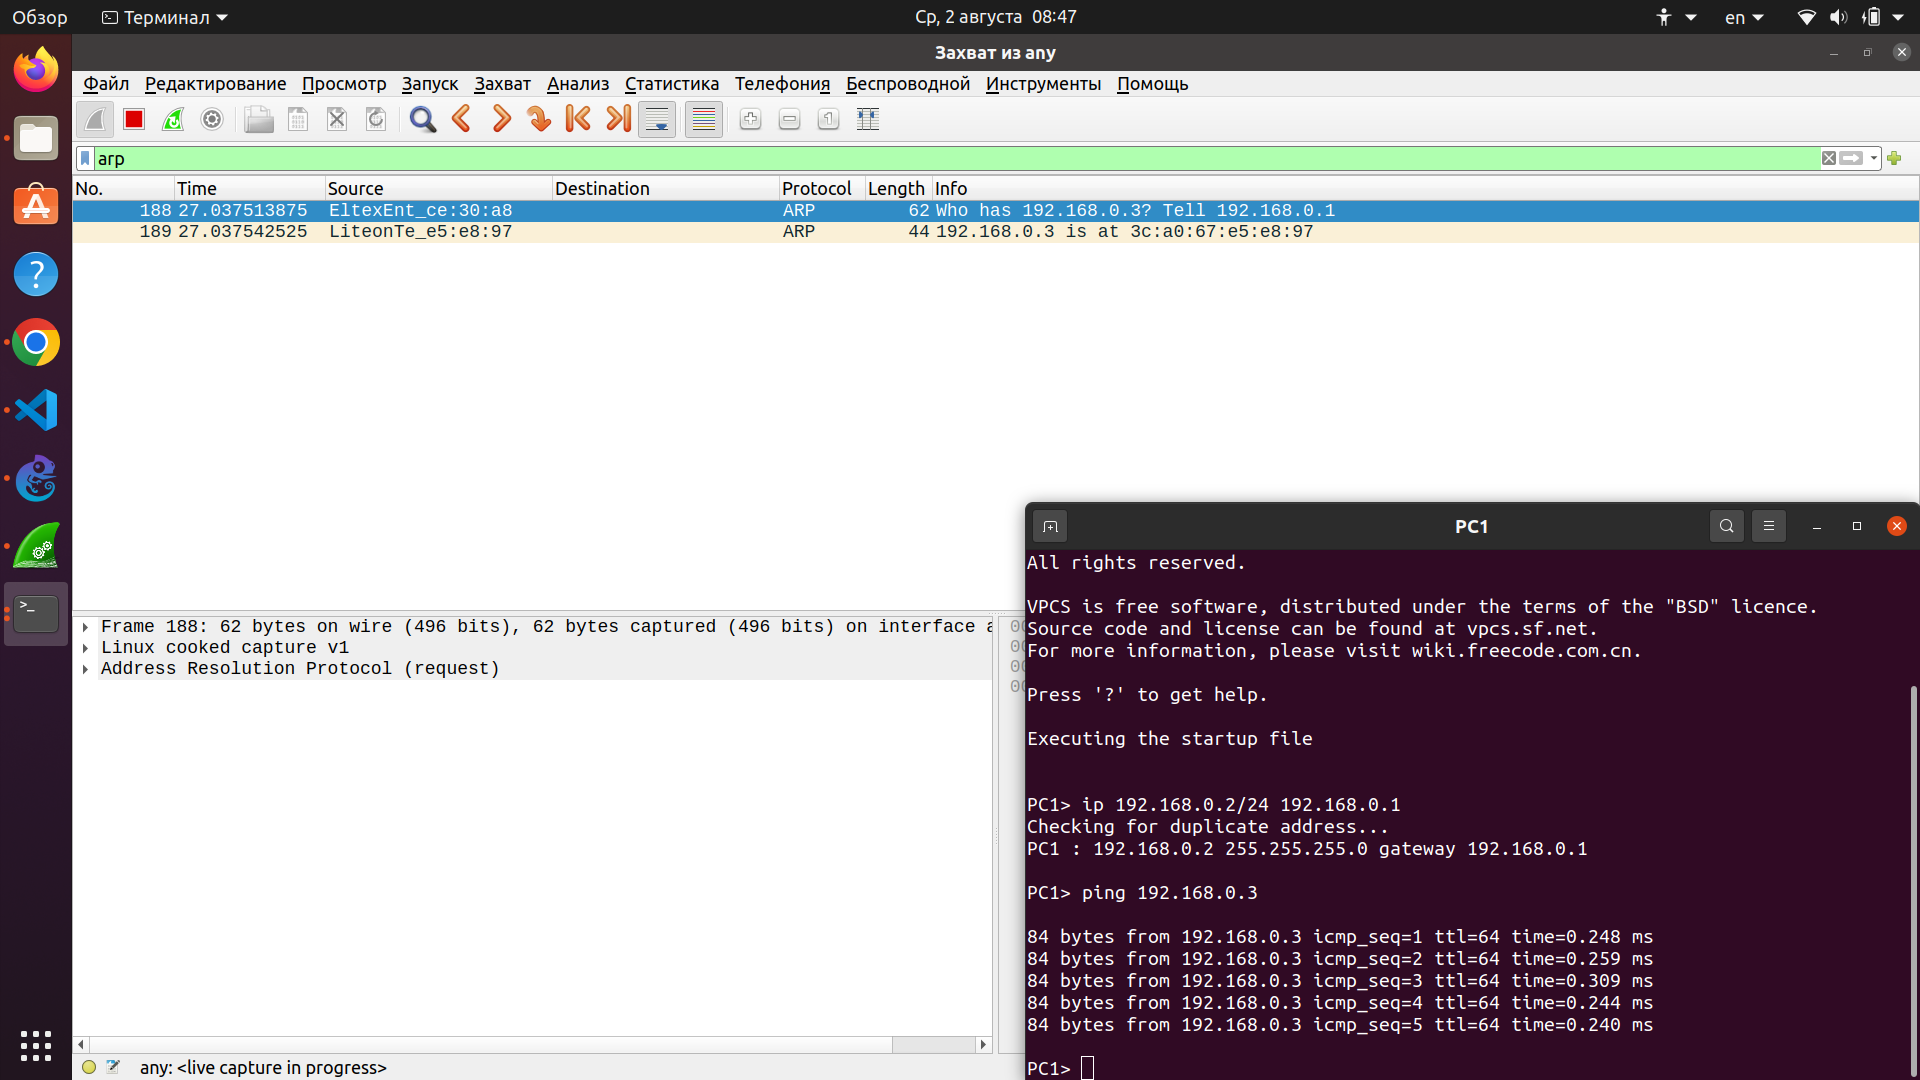 Обзор
Терминал
Ср, 2 августа 08:47
en
Захват из any
Файл Редактирование Просмотр Запуск Захват Анализ Статистика Телефония Беспроводной Инструменты Помощь
arp
No. Time Source Destination Protocol Length Info
188 27.037513875 EltexEnt_ce:30:a8 ARP 62 Who has 192.168.0.3? Tell 192.168.0.1
189 27.037542525 LiteonTe_e5:e8:97 ARP 44 192.168.0.3 is at 3c:a0:67:e5:e8:97
Frame 188: 62 bytes on wire (496 bits), 62 bytes captured (496 bits) on interface
Linux cooked capture v1
Address Resolution Protocol (request)
any: <live capture in progress>
PC1
All rights reserved.
VPCS is free software, distributed under the terms of the "BSD" licence.
Source code and license can be found at vpcs.sf.net.
For more information, please visit wiki.freecode.com.cn.
Press '?' to get help.
Executing the startup file
PC1> ip 192.168.0.2/24 192.168.0.1
Checking for duplicate address...
PC1 : 192.168.0.2 255.255.255.0 gateway 192.168.0.1
PC1> ping 192.168.0.3
84 bytes from 192.168.0.3 icmp_seq=1 ttl=64 time=0.248 ms
84 bytes from 192.168.0.3 icmp_seq=2 ttl=64 time=0.259 ms
84 bytes from 192.168.0.3 icmp_seq=3 ttl=64 time=0.309 ms
84 bytes from 192.168.0.3 icmp_seq=4 ttl=64 time=0.244 ms
84 bytes from 192.168.0.3 icmp_seq=5 ttl=64 time=0.240 ms
PC1>